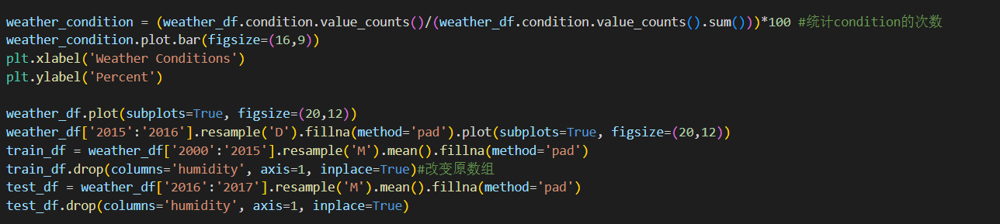 weather_condition = (weather_df.condition.value_counts()/(weather_df.condition.value_counts().sum()))*100 #统计condition的次数
weather_condition.plot.bar(figsize=(16,9))
plt.xlabel('Weather Conditions')
plt.ylabel('Percent')
weather_df.plot(subplots=True, figsize=(20,12))
weather_df['2015':'2016'].resample('D').fillna(method='pad').plot(subplots=True, figsize=(20,12))
train_df = weather_df['2000':'2015'].resample('M').mean().fillna(method='pad')
train_df.drop(columns='humidity', axis=1, inplace=True)#改变原数组
test_df = weather_df['2016':'2017'].resample('M').mean().fillna(method='pad')
test_df.drop(columns='humidity', axis=1, inplace=True)